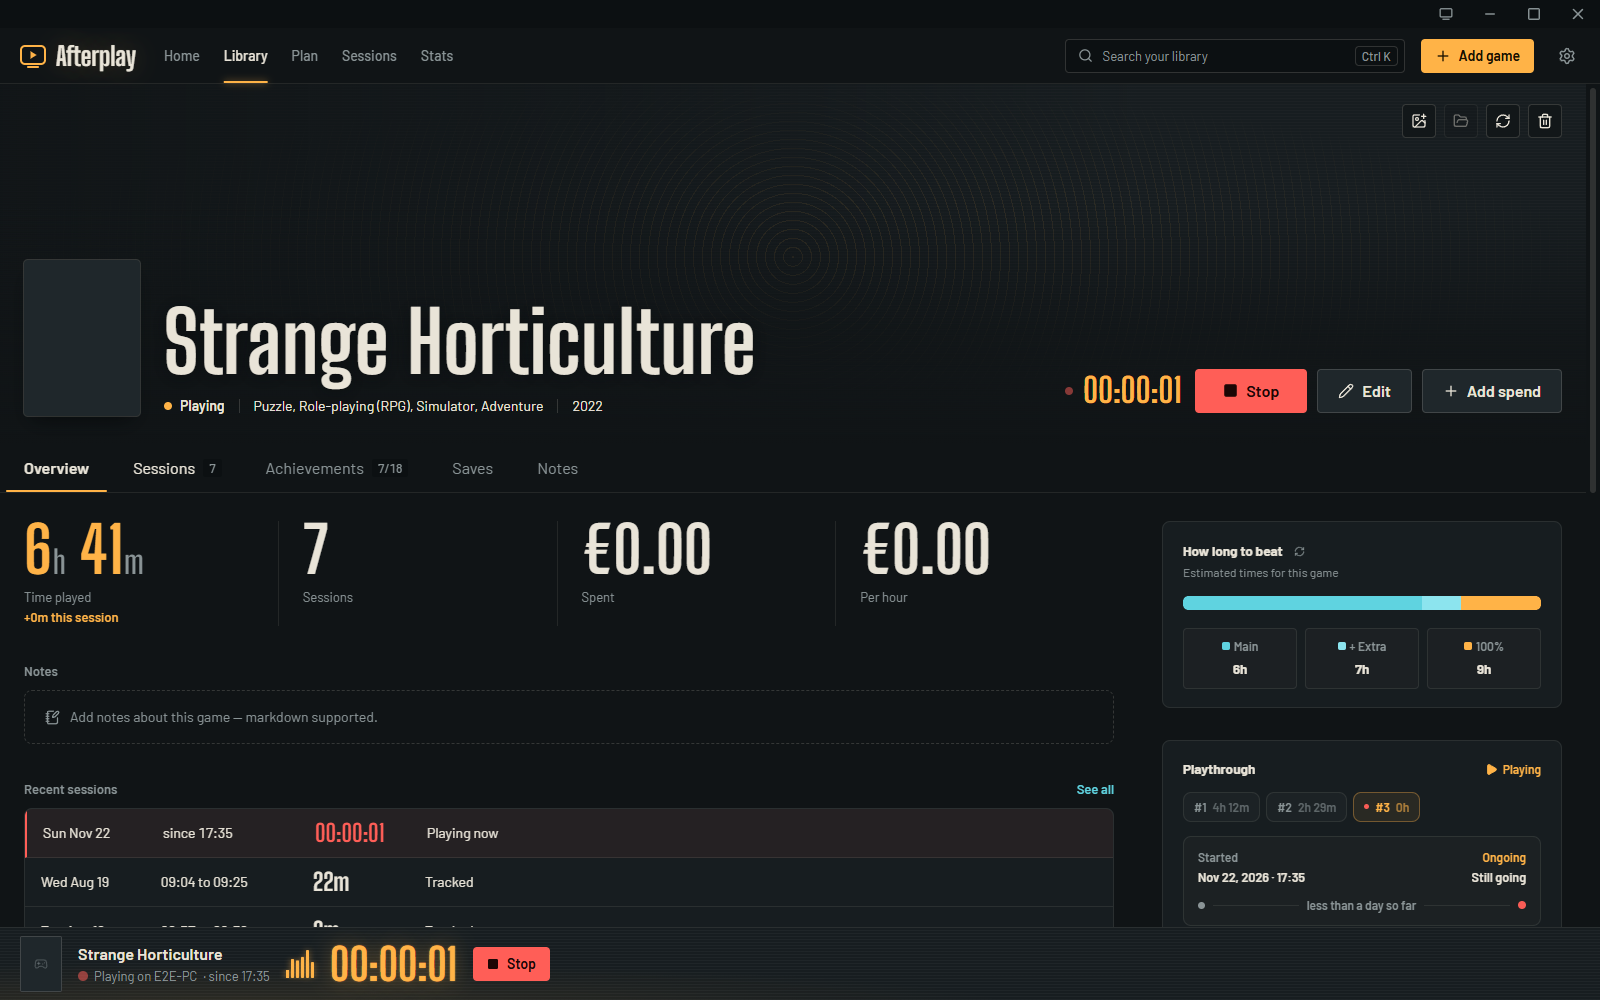 Afterplay
Home
Library
Plan
Sessions
Stats
Search your library
Ctrl K
Add game
Strange Horticulture
Playing
Puzzle, Role-playing (RPG), Simulator, Adventure
2022
00:00:01
Stop
Edit
Add spend
Overview
Sessions 7
Achievements 7/18
Saves
Notes
6h 41m
Time played
+0m this session
7
Sessions
€0.00
Spent
€0.00
Per hour
How long to beat
Estimated times for this game
Main
6h
+ Extra
7h
100%
9h
Notes
Add notes about this game — markdown supported.
Recent sessions
See all
Sun Nov 22
since 17:35
00:00:01
Playing now
Wed Aug 19
09:04 to 09:25
22m
Tracked
Playthrough
Playing
#1 4h 12m
#2 2h 29m
#3 0h
Started
Ongoing
Nov 22, 2026 · 17:35
Still going
less than a day so far
Strange Horticulture
Playing on E2E-PC · since 17:35
00:00:01
Stop